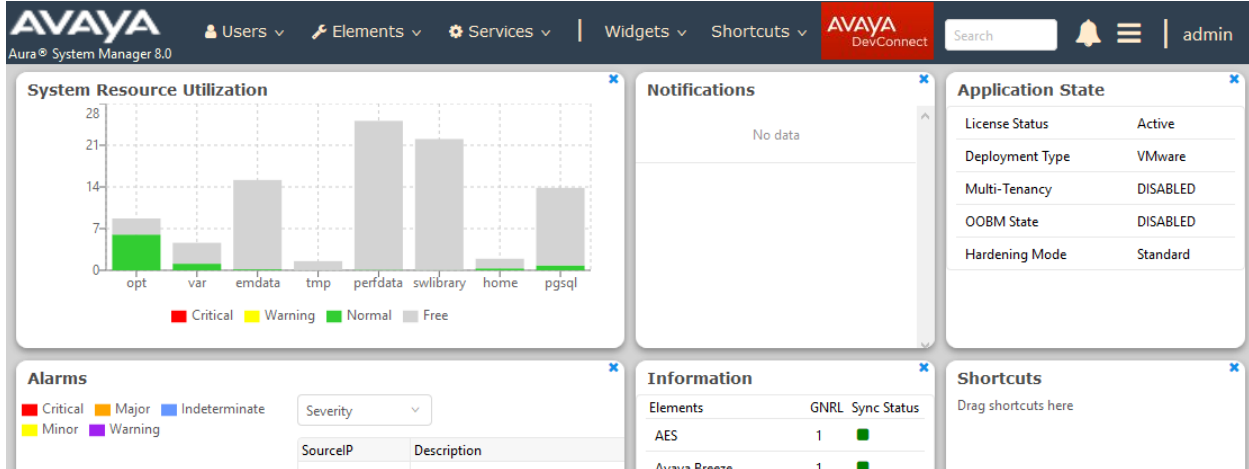 AVAYA
Aura® System Manager 8.0
Users
Elements
Services
Widgets
Shortcuts
AVAYA
DevConnect
Search
admin
System Resource Utilization
28
21
14
7
0
opt var emdata tmp perfdata swlibrary home pgsql
Critical Warning Normal Free
Notifications
No data
Application State
License Status Active
Deployment Type VMware
Multi-Tenancy DISABLED
OOBM State DISABLED
Hardening Mode Standard
Alarms
Critical Major Indeterminate
Minor Warning
Severity
SourceIP Description
Information
Elements GNRL Sync Status
AES 1
Avaya Breeze 1
Shortcuts
Drag shortcuts here